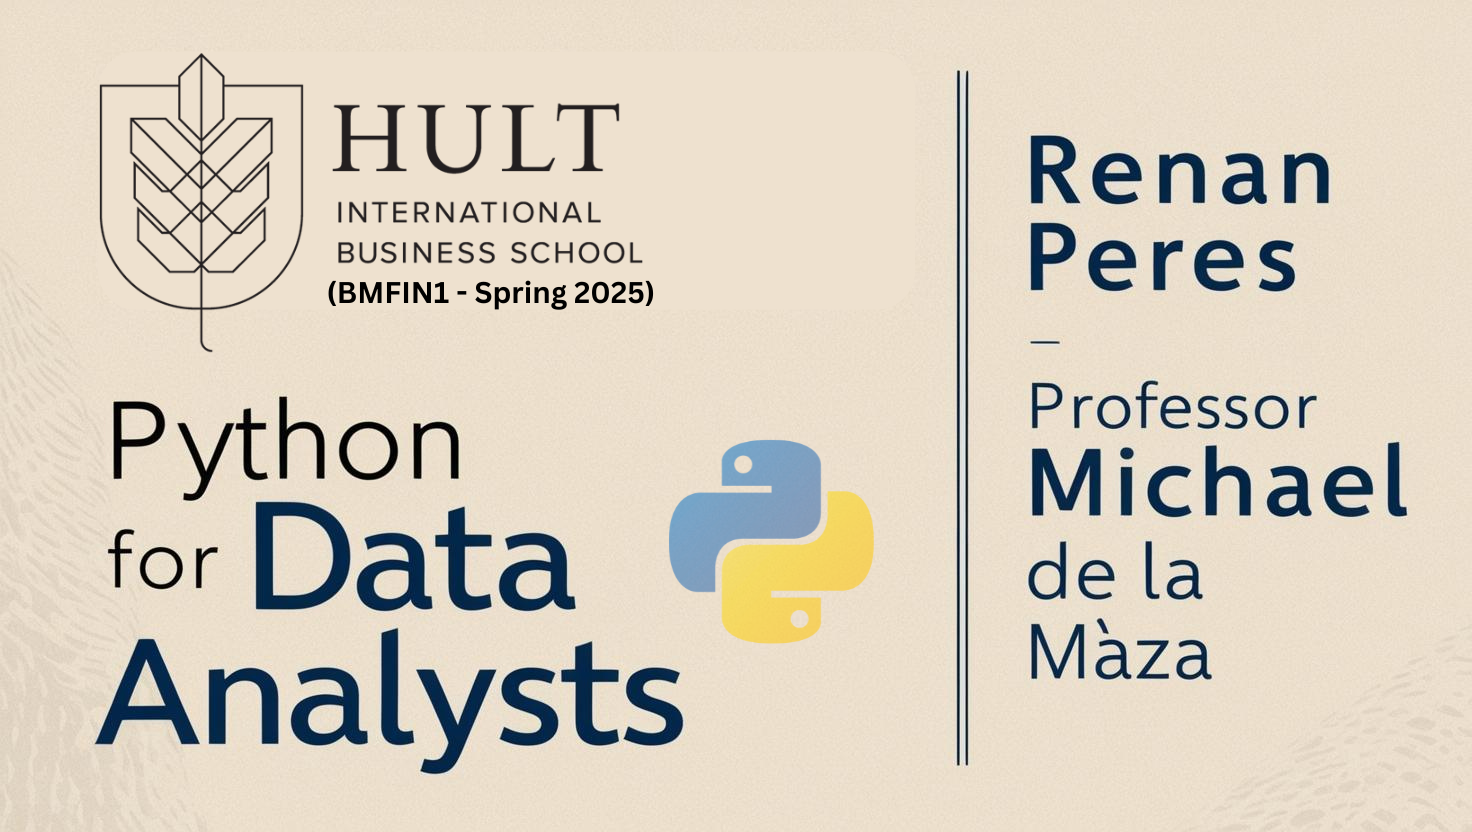 HULT
INTERNATIONAL
BUSINESS SCHOOL
(BMFIN1 - Spring 2025)
Python
for Data
Analysts
Renan
Peres
—
Professor
Michael
de la
Màza